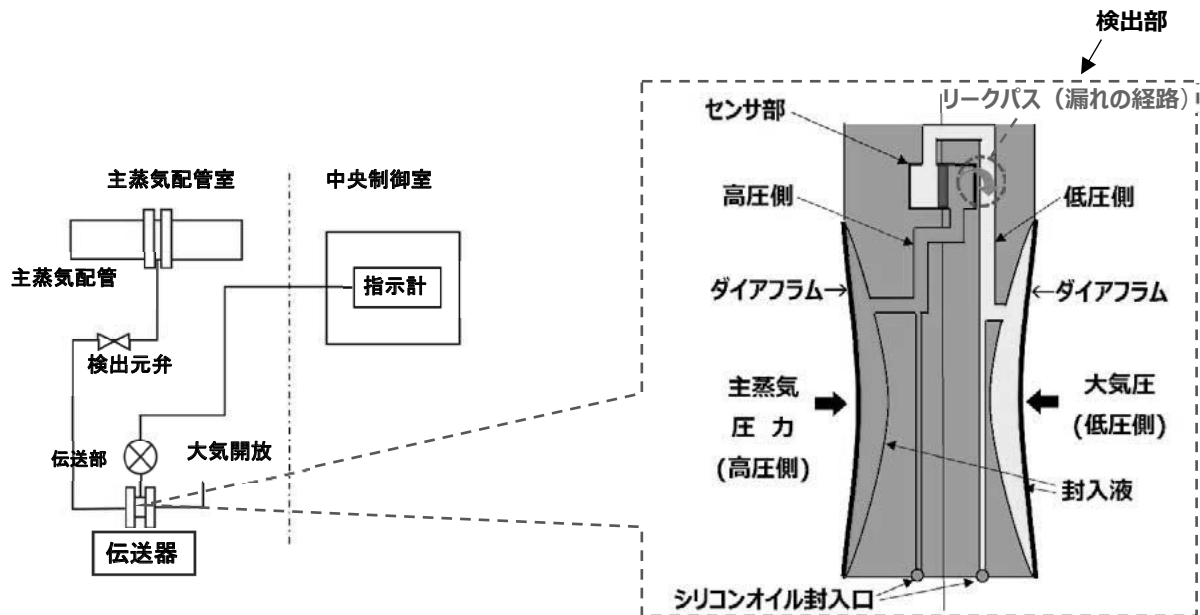 主蒸気配管室
中央制御室
主蒸気配管
指示計
検出元弁
伝送部
大気開放
伝送器
検出部
リークパス（漏れの経路）
センサ部
高圧側
低圧側
ダイアフラム
ダイアフラム
主蒸気
圧 力
(高圧側)
大気圧
(低圧側)
封入液
シリコンオイル封入口